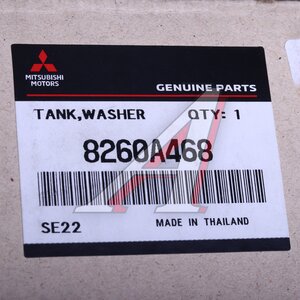 MITSUBISHI
MOTORS
GENUINE PARTS
TANK,WASHER QTY: 1
8260A468
SE22 MADE IN THAILAND